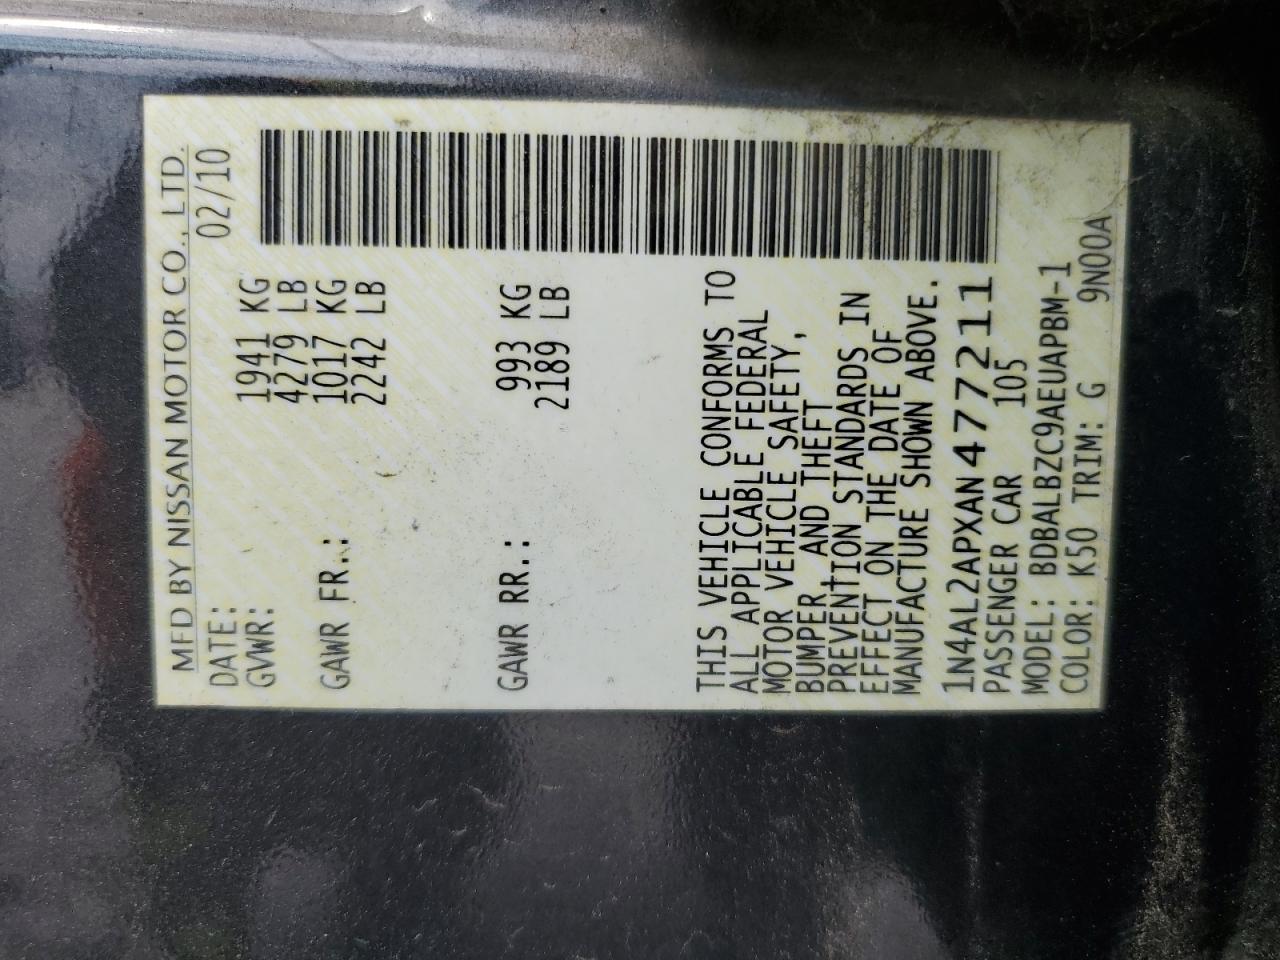 MFD BY NISSAN MOTOR CO., LTD.
DATE: 02/10
GVWR: 1941 KG
4279 LB
GAWR FR.: 1017 KG
2242 LB
GAWR RR.: 993 KG
2189 LB
THIS VEHICLE CONFORMS TO
ALL APPLICABLE FEDERAL
MOTOR VEHICLE SAFETY,
BUMPER, AND THEFT
PREVENTION STANDARDS IN
EFFECT ON THE DATE OF
MANUFACTURE SHOWN ABOVE.
1N4AL2APXAN477211
PASSENGER CAR 105
MODEL: BDBALBZC9AEUAPBM-1
COLOR: K50 TRIM: G 9N00A